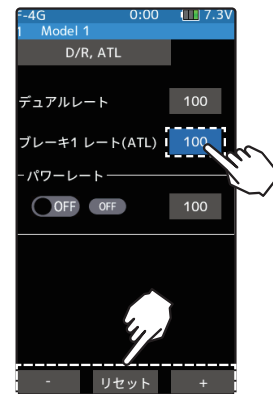 -4G 0:00 7.3V
1 Model 1
D/R, ATL
デュアルレート 100
ブレーキ1 レート(ATL) 100
パワーレート
OFF OFF 100
- リセット +